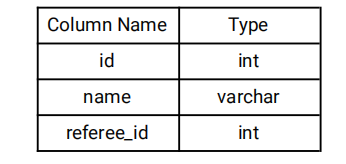 Column Name Type
id int
name varchar
referee_id int